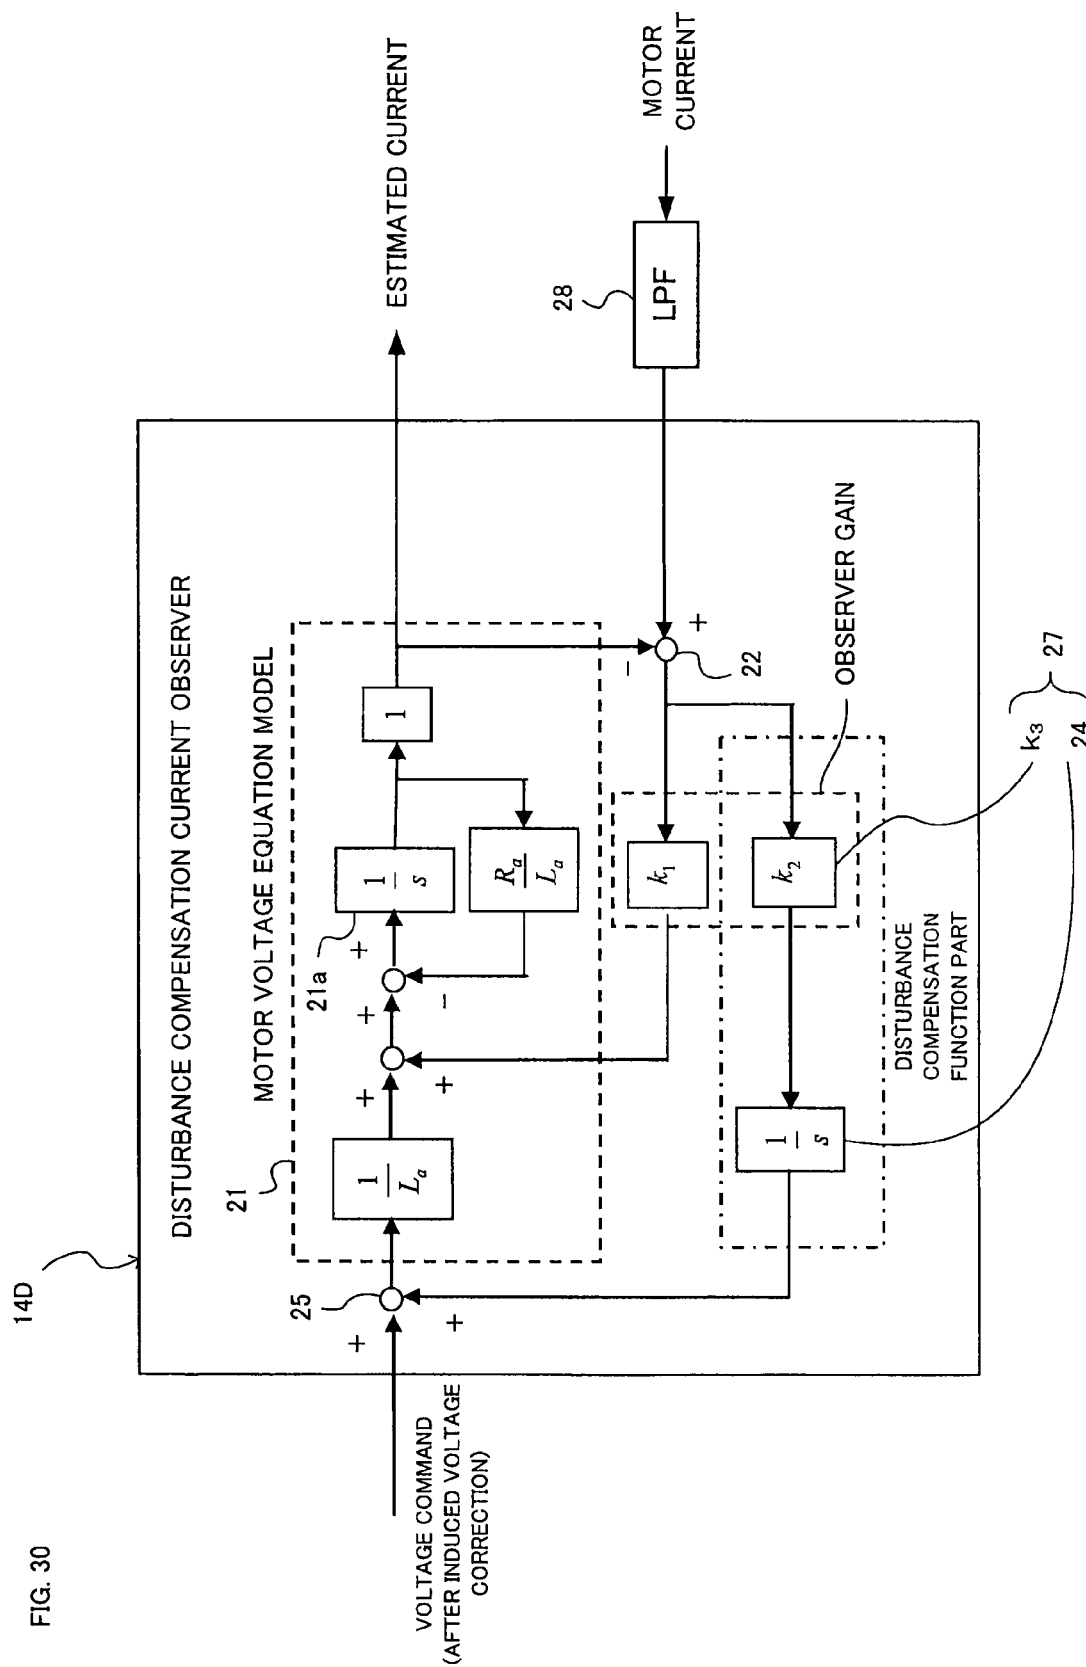 FIG. 30
14D
DISTURBANCE COMPENSATION CURRENT OBSERVER
MOTOR VOLTAGE EQUATION MODEL
21
21a
VOLTAGE COMMAND
(AFTER INDUCED VOLTAGE
CORRECTION)
+
+
25
1
L_a
+
+
+
−
+
1
s
R_a
L_a
1
ESTIMATED CURRENT
−
+
22
28
LPF
MOTOR
CURRENT
k_1
k_2
OBSERVER GAIN
1
s
DISTURBANCE
COMPENSATION
FUNCTION PART
k_3
24
27